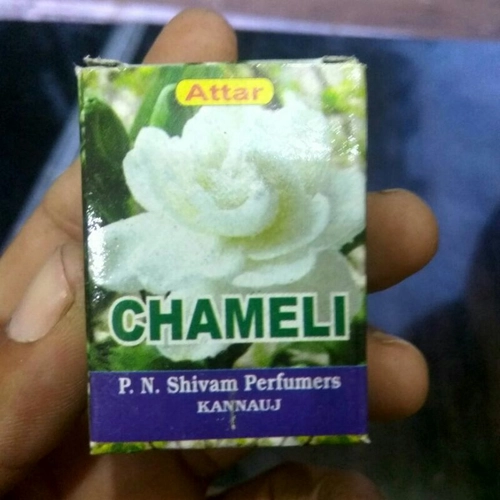 Attar
CHAMELI
P. N. Shivam Perfumers
KANNAUJ